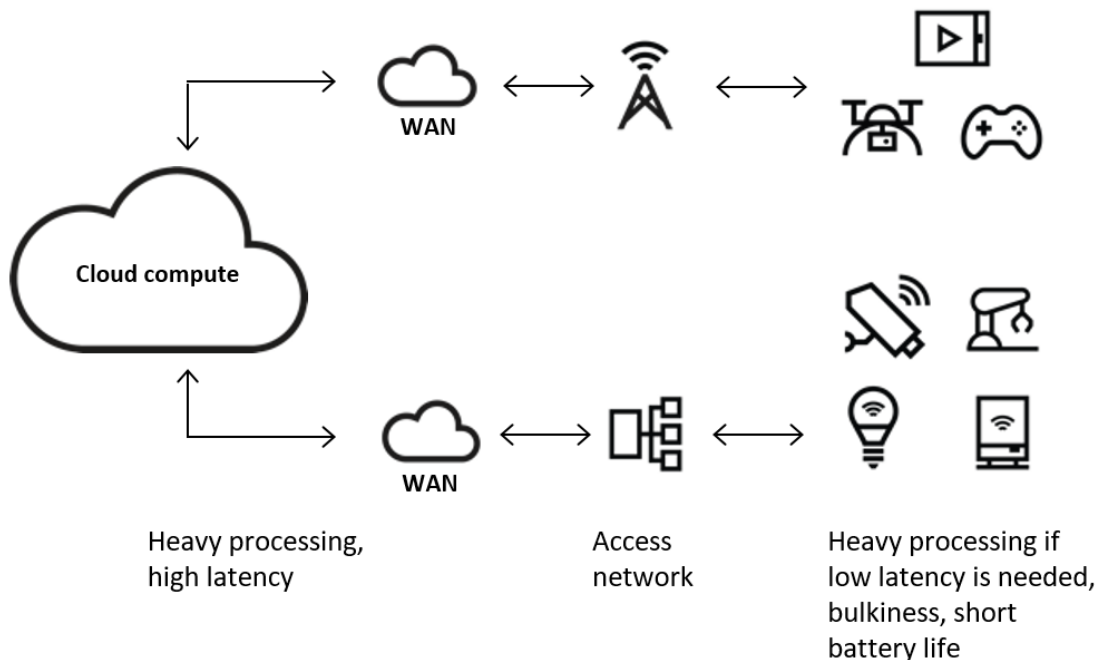 WAN
Cloud compute
WAN
Heavy processing,
high latency
Access
network
Heavy processing if
low latency is needed,
bulkiness, short
battery life